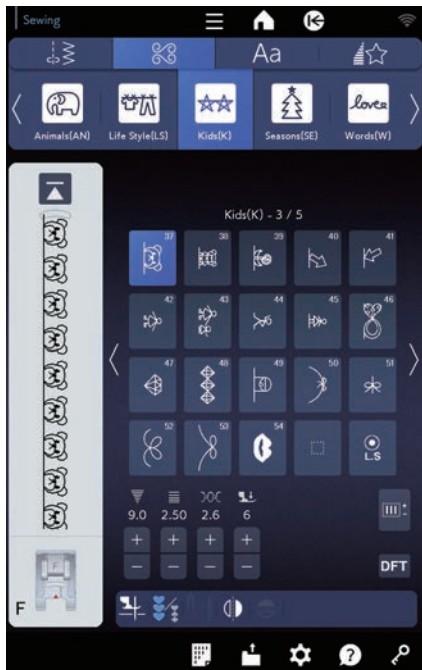 Sewing
Aa
Animals(AN) Life Style(LS) Kids(K) Seasons(SE) Words(W)
love
Kids(K) - 3 / 5
37 38 39 40 41
42 43 44 45 46
47 48 49 50 51
52 53 54
L.S
9.0 2.50 2.6 6
+ + + +
− − − −
DFT
F
?